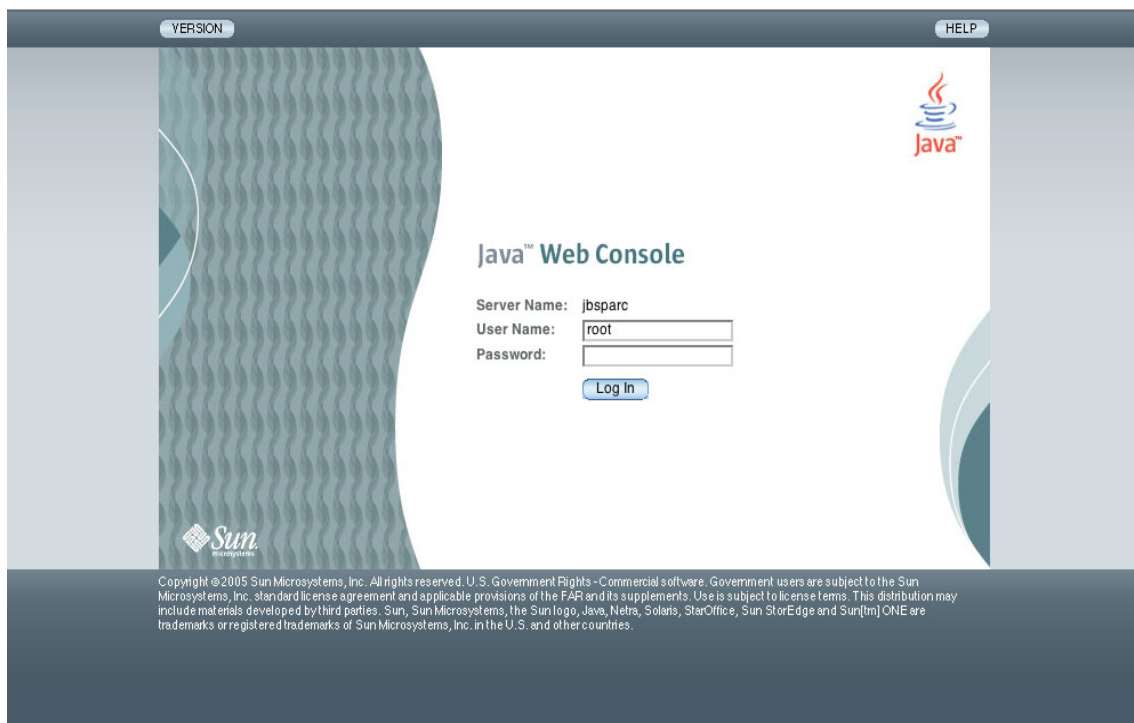 VERSION
HELP
Java™
Java™ Web Console
Server Name: jbsparc
User Name: root
Password:
Log In
Sun
microsystems
Copyright ©2005 Sun Microsystems, Inc. All rights reserved. U.S. Government Rights - Commercial software. Government users are subject to the Sun
Microsystems, Inc. standard license agreement and applicable provisions of the FAR and its supplements. Use is subject to license terms. This distribution may
include materials developed by third parties. Sun, Sun Microsystems, the Sun logo, Java, Netra, Solaris, StarOffice, Sun StorEdge and Sun[tm] ONE are
trademarks or registered trademarks of Sun Microsystems, Inc. in the U.S. and other countries.